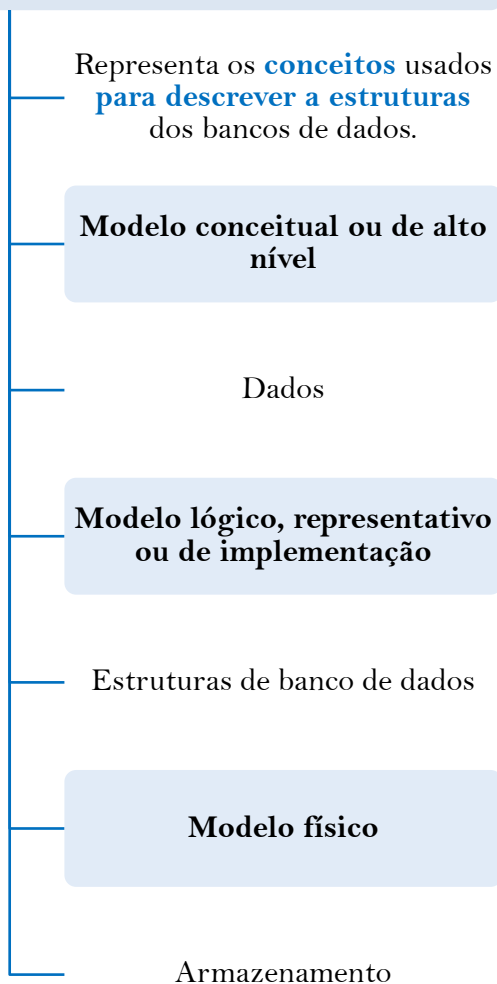 Representa os conceitos usados
para descrever a estruturas
dos bancos de dados.
Modelo conceitual ou de alto
nível
Dados
Modelo lógico, representativo
ou de implementação
Estruturas de banco de dados
Modelo físico
Armazenamento